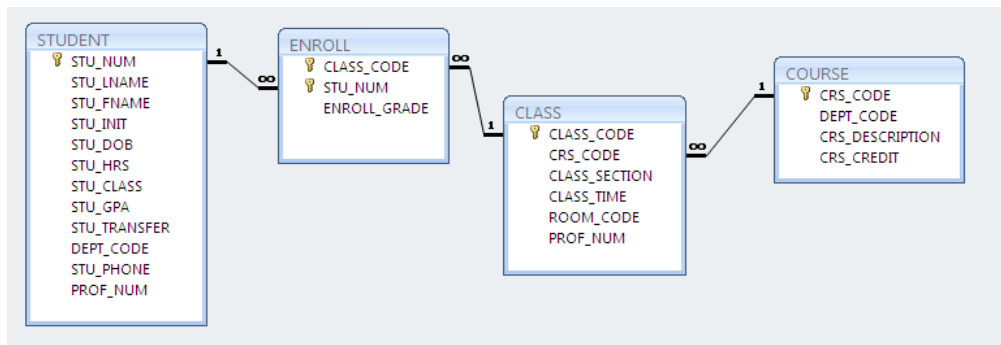 STUDENT
STU_NUM
STU_LNAME
STU_FNAME
STU_INIT
STU_DOB
STU_HRS
STU_CLASS
STU_GPA
STU_TRANSFER
DEPT_CODE
STU_PHONE
PROF_NUM
1
∞
ENROLL
CLASS_CODE
STU_NUM
ENROLL_GRADE
∞
1
CLASS
CLASS_CODE
CRS_CODE
CLASS_SECTION
CLASS_TIME
ROOM_CODE
PROF_NUM
∞
1
COURSE
CRS_CODE
DEPT_CODE
CRS_DESCRIPTION
CRS_CREDIT